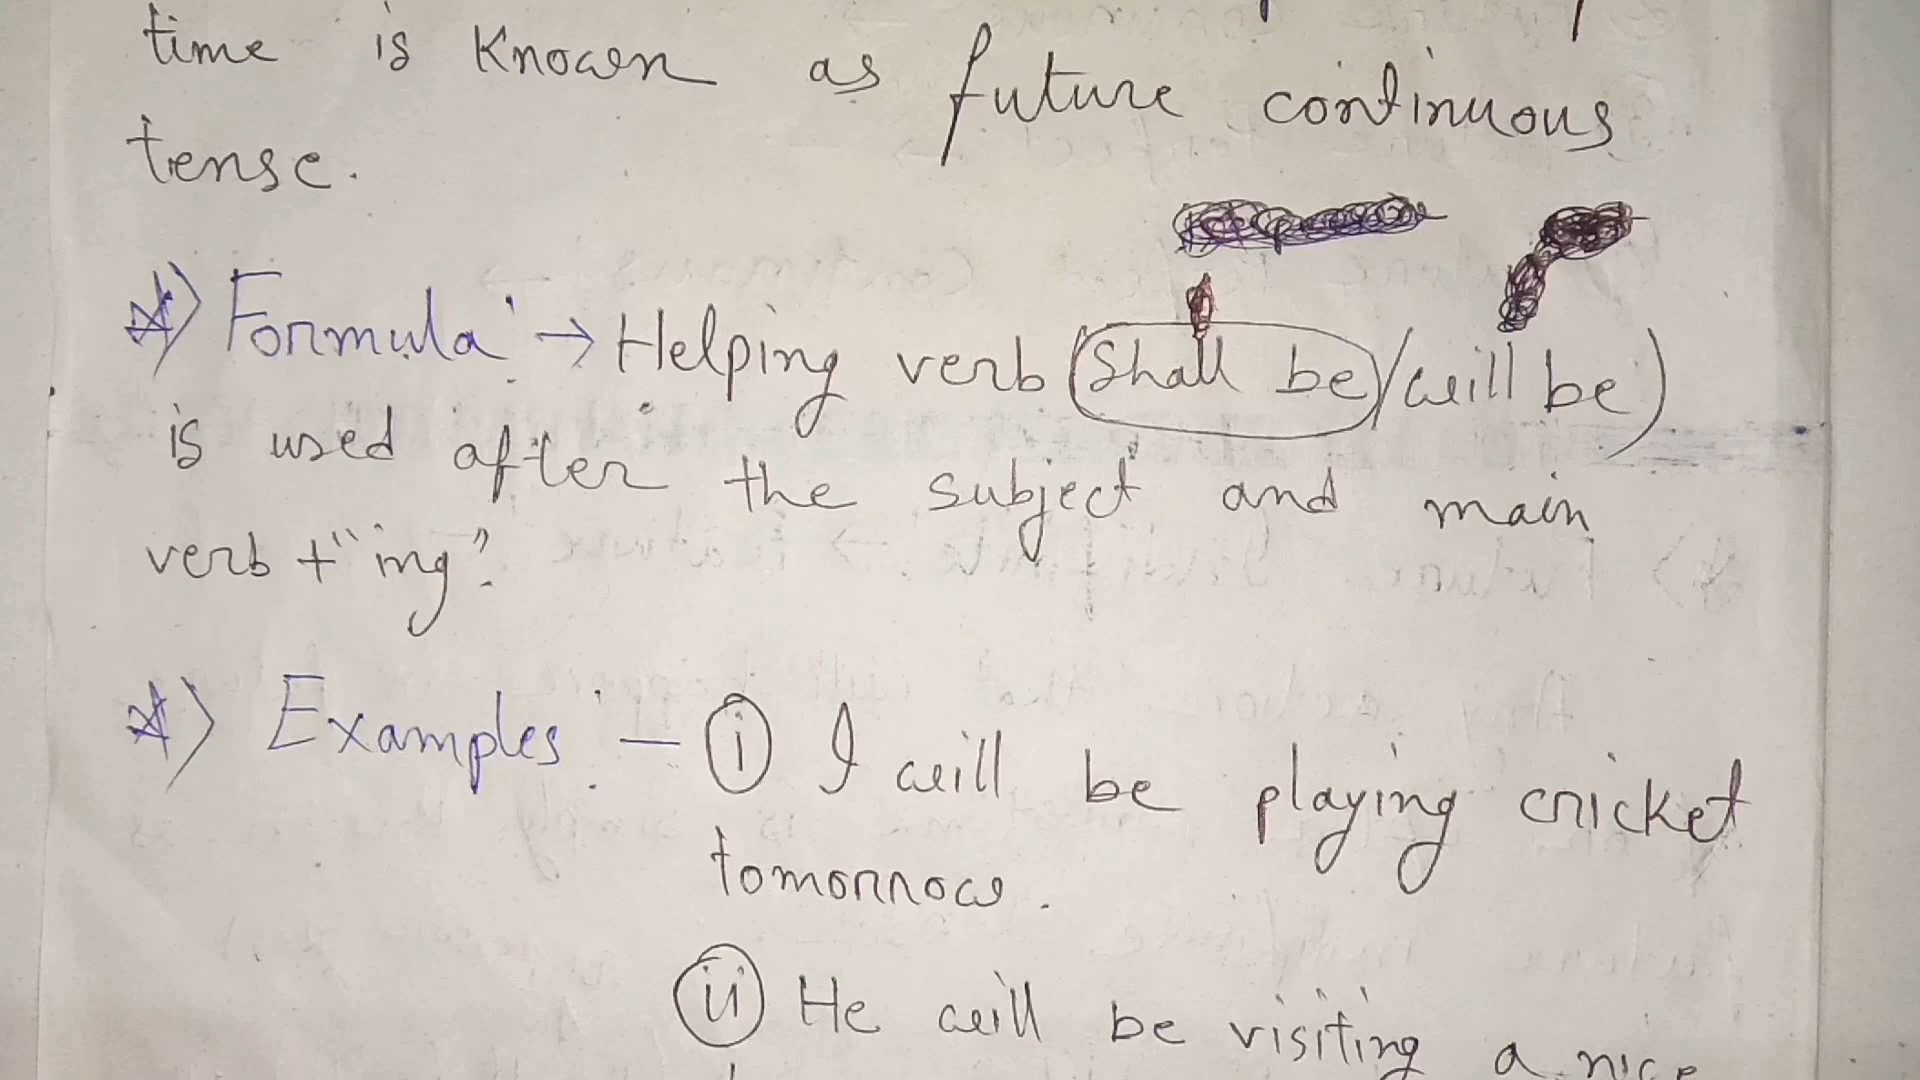 time is known as future continuous
tense.
*) Formula :→ Helping verb (shall be/will be)
is used after the subject and main
verb + "ing".
*) Examples :- (i) I will be playing cricket
tomorrow.
(ii) He will be visiting a nice